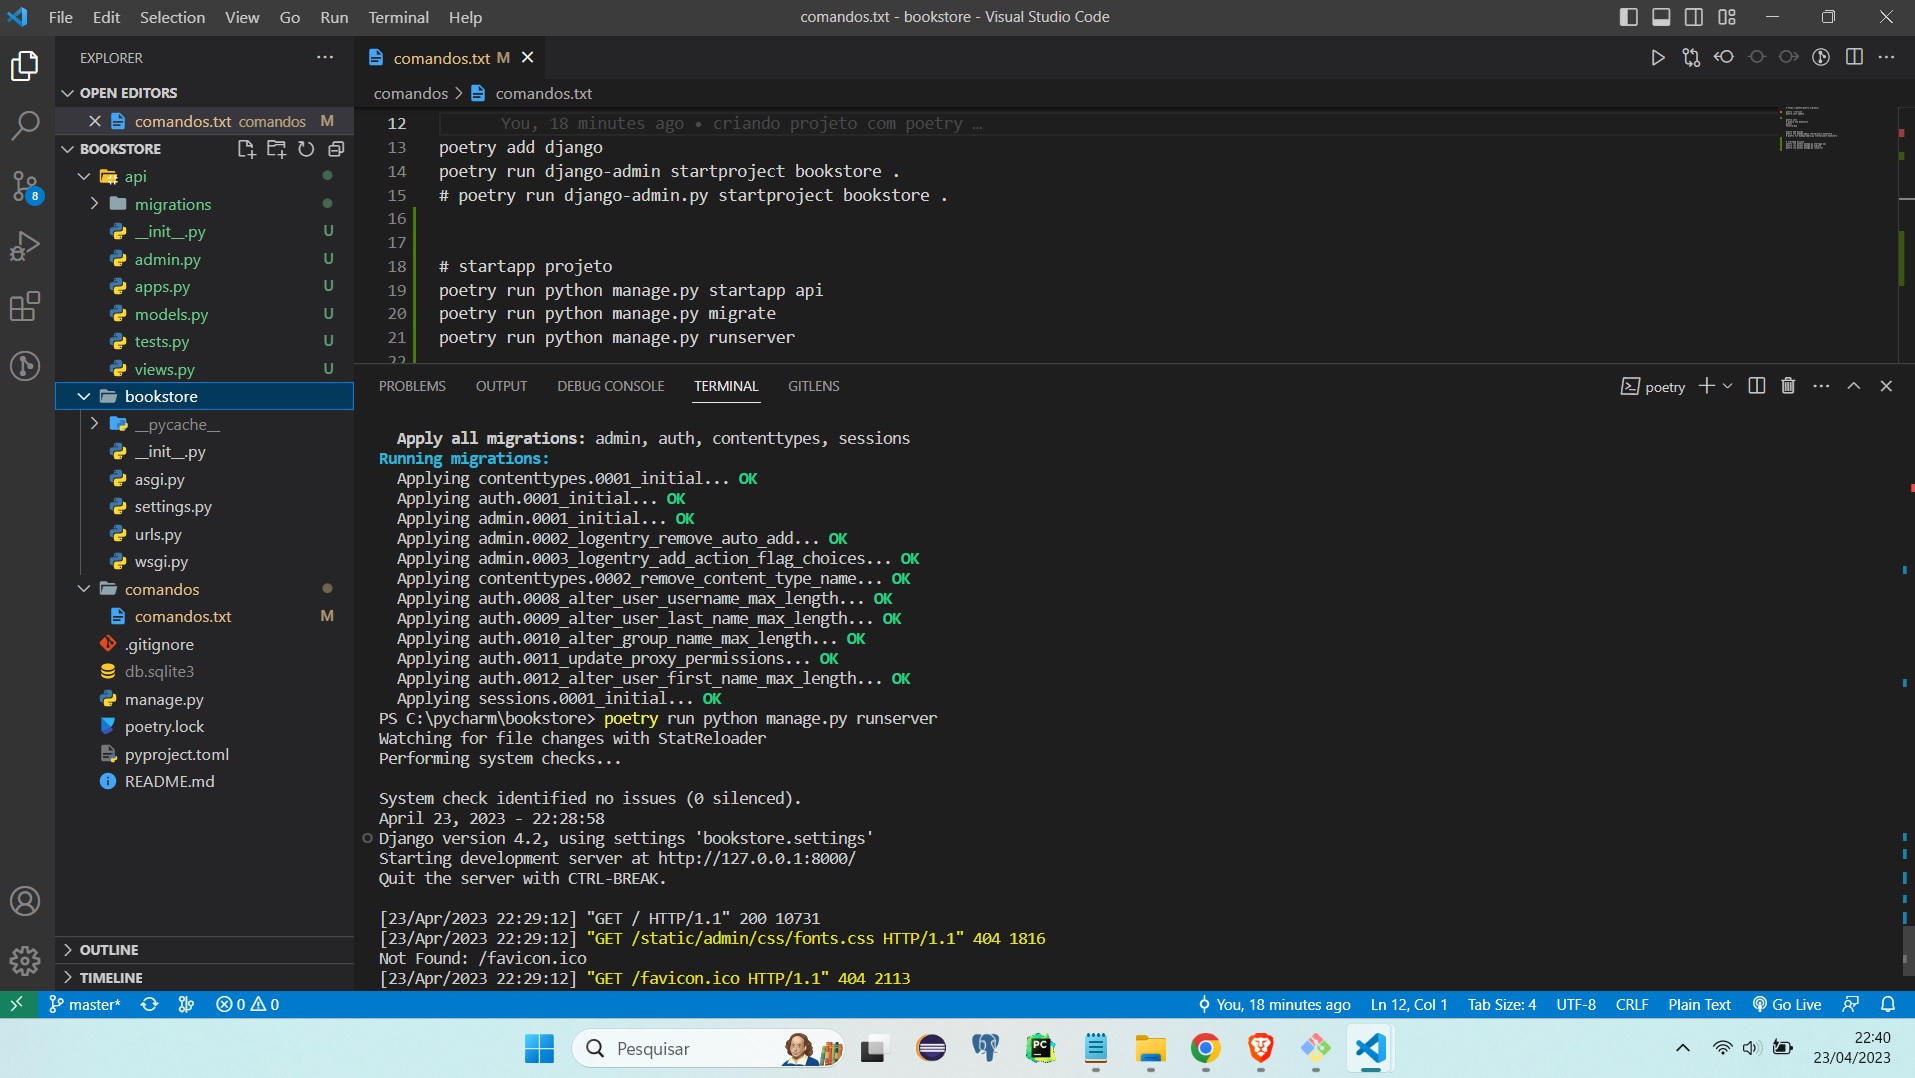 File Edit Selection View Go Run Terminal Help
comandos.txt - bookstore - Visual Studio Code
EXPLORER
OPEN EDITORS
comandos.txt comandos M
BOOKSTORE
api
migrations
__init__.py U
admin.py U
apps.py U
models.py U
tests.py U
views.py U
bookstore
__pycache__
__init__.py
asgi.py
settings.py
urls.py
wsgi.py
comandos
comandos.txt M
.gitignore
db.sqlite3
manage.py
poetry.lock
pyproject.toml
README.md
OUTLINE
TIMELINE
8
comandos.txt M
comandos > comandos.txt
12 You, 18 minutes ago • criando projeto com poetry …
13 poetry add django
14 poetry run django-admin startproject bookstore .
15 # poetry run django-admin.py startproject bookstore .
16
17
18 # startapp projeto
19 poetry run python manage.py startapp api
20 poetry run python manage.py migrate
21 poetry run python manage.py runserver
22
PROBLEMS OUTPUT DEBUG CONSOLE TERMINAL GITLENS
poetry
Apply all migrations: admin, auth, contenttypes, sessions
Running migrations:
Applying contenttypes.0001_initial... OK
Applying auth.0001_initial... OK
Applying admin.0001_initial... OK
Applying admin.0002_logentry_remove_auto_add... OK
Applying admin.0003_logentry_add_action_flag_choices... OK
Applying contenttypes.0002_remove_content_type_name... OK
Applying auth.0008_alter_user_username_max_length... OK
Applying auth.0009_alter_user_last_name_max_length... OK
Applying auth.0010_alter_group_name_max_length... OK
Applying auth.0011_update_proxy_permissions... OK
Applying auth.0012_alter_user_first_name_max_length... OK
Applying sessions.0001_initial... OK
PS C:\pycharm\bookstore> poetry run python manage.py runserver
Watching for file changes with StatReloader
Performing system checks...
System check identified no issues (0 silenced).
April 23, 2023 - 22:28:58
Django version 4.2, using settings 'bookstore.settings'
Starting development server at http://127.0.0.1:8000/
Quit the server with CTRL-BREAK.
[23/Apr/2023 22:29:12] "GET / HTTP/1.1" 200 10731
[23/Apr/2023 22:29:12] "GET /static/admin/css/fonts.css HTTP/1.1" 404 1816
Not Found: /favicon.ico
[23/Apr/2023 22:29:12] "GET /favicon.ico HTTP/1.1" 404 2113
master* 0 0 You, 18 minutes ago Ln 12, Col 1 Tab Size: 4 UTF-8 CRLF Plain Text Go Live
Pesquisar
PC
22:40
23/04/2023